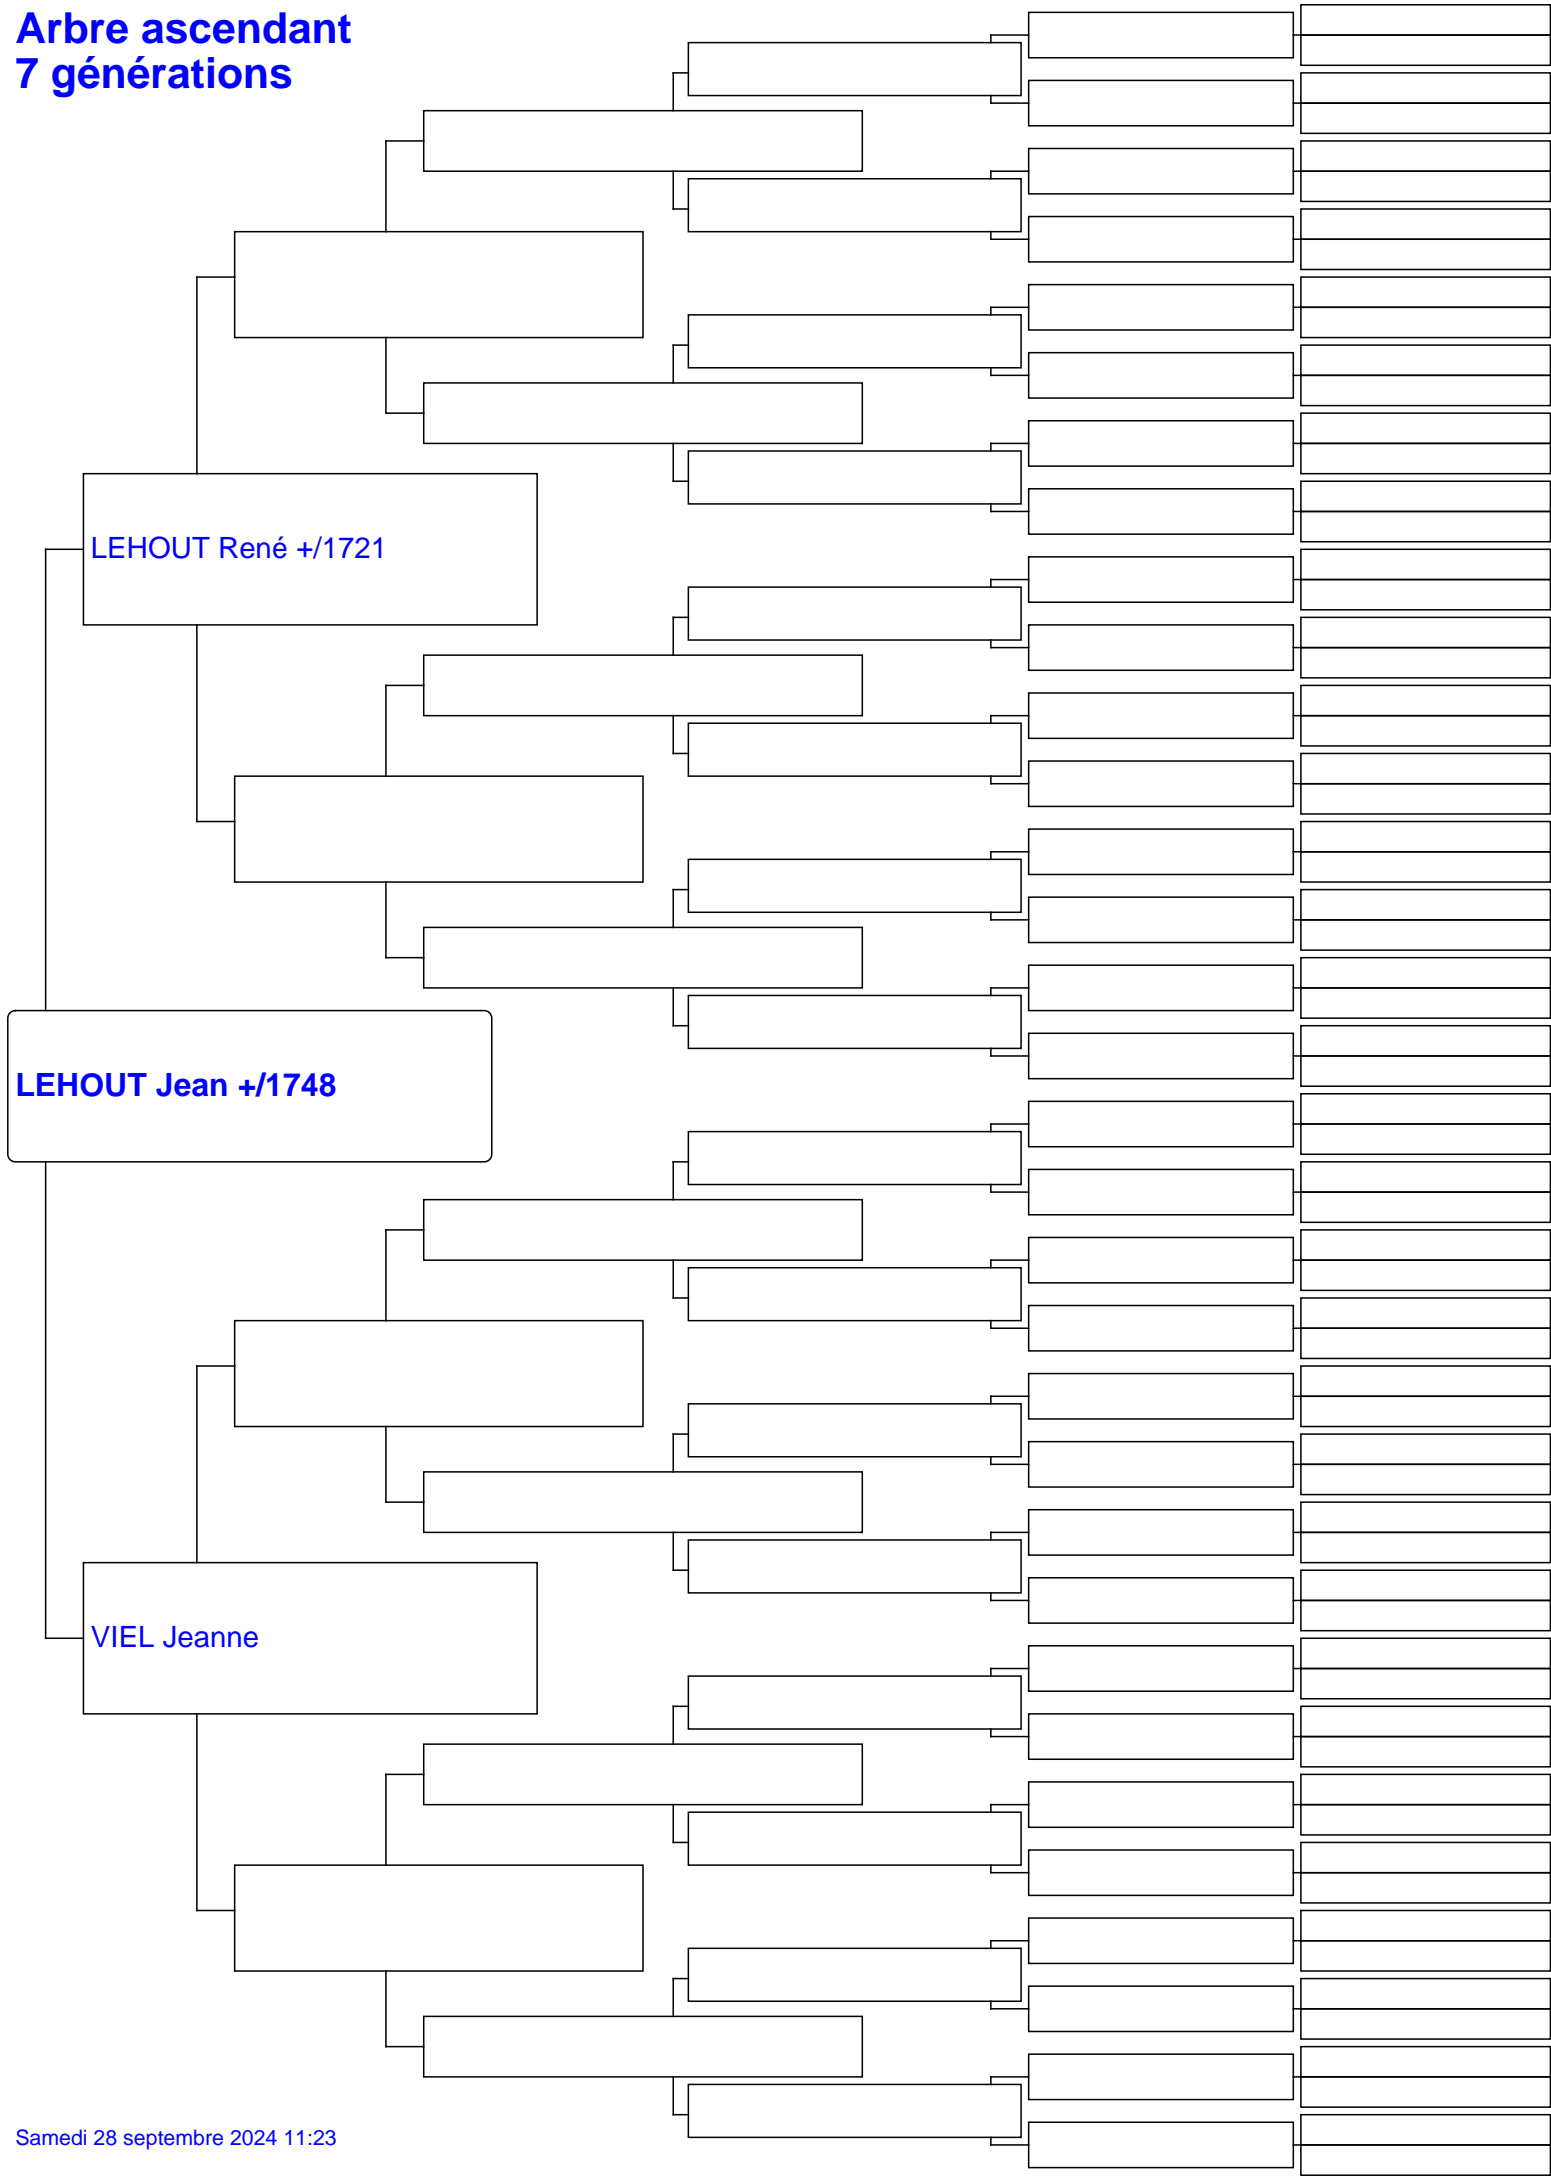 Arbre ascendant
7 générations
LEHOUT René +/1721
LEHOUT Jean +/1748
VIEL Jeanne
Samedi 28 septembre 2024 11:23